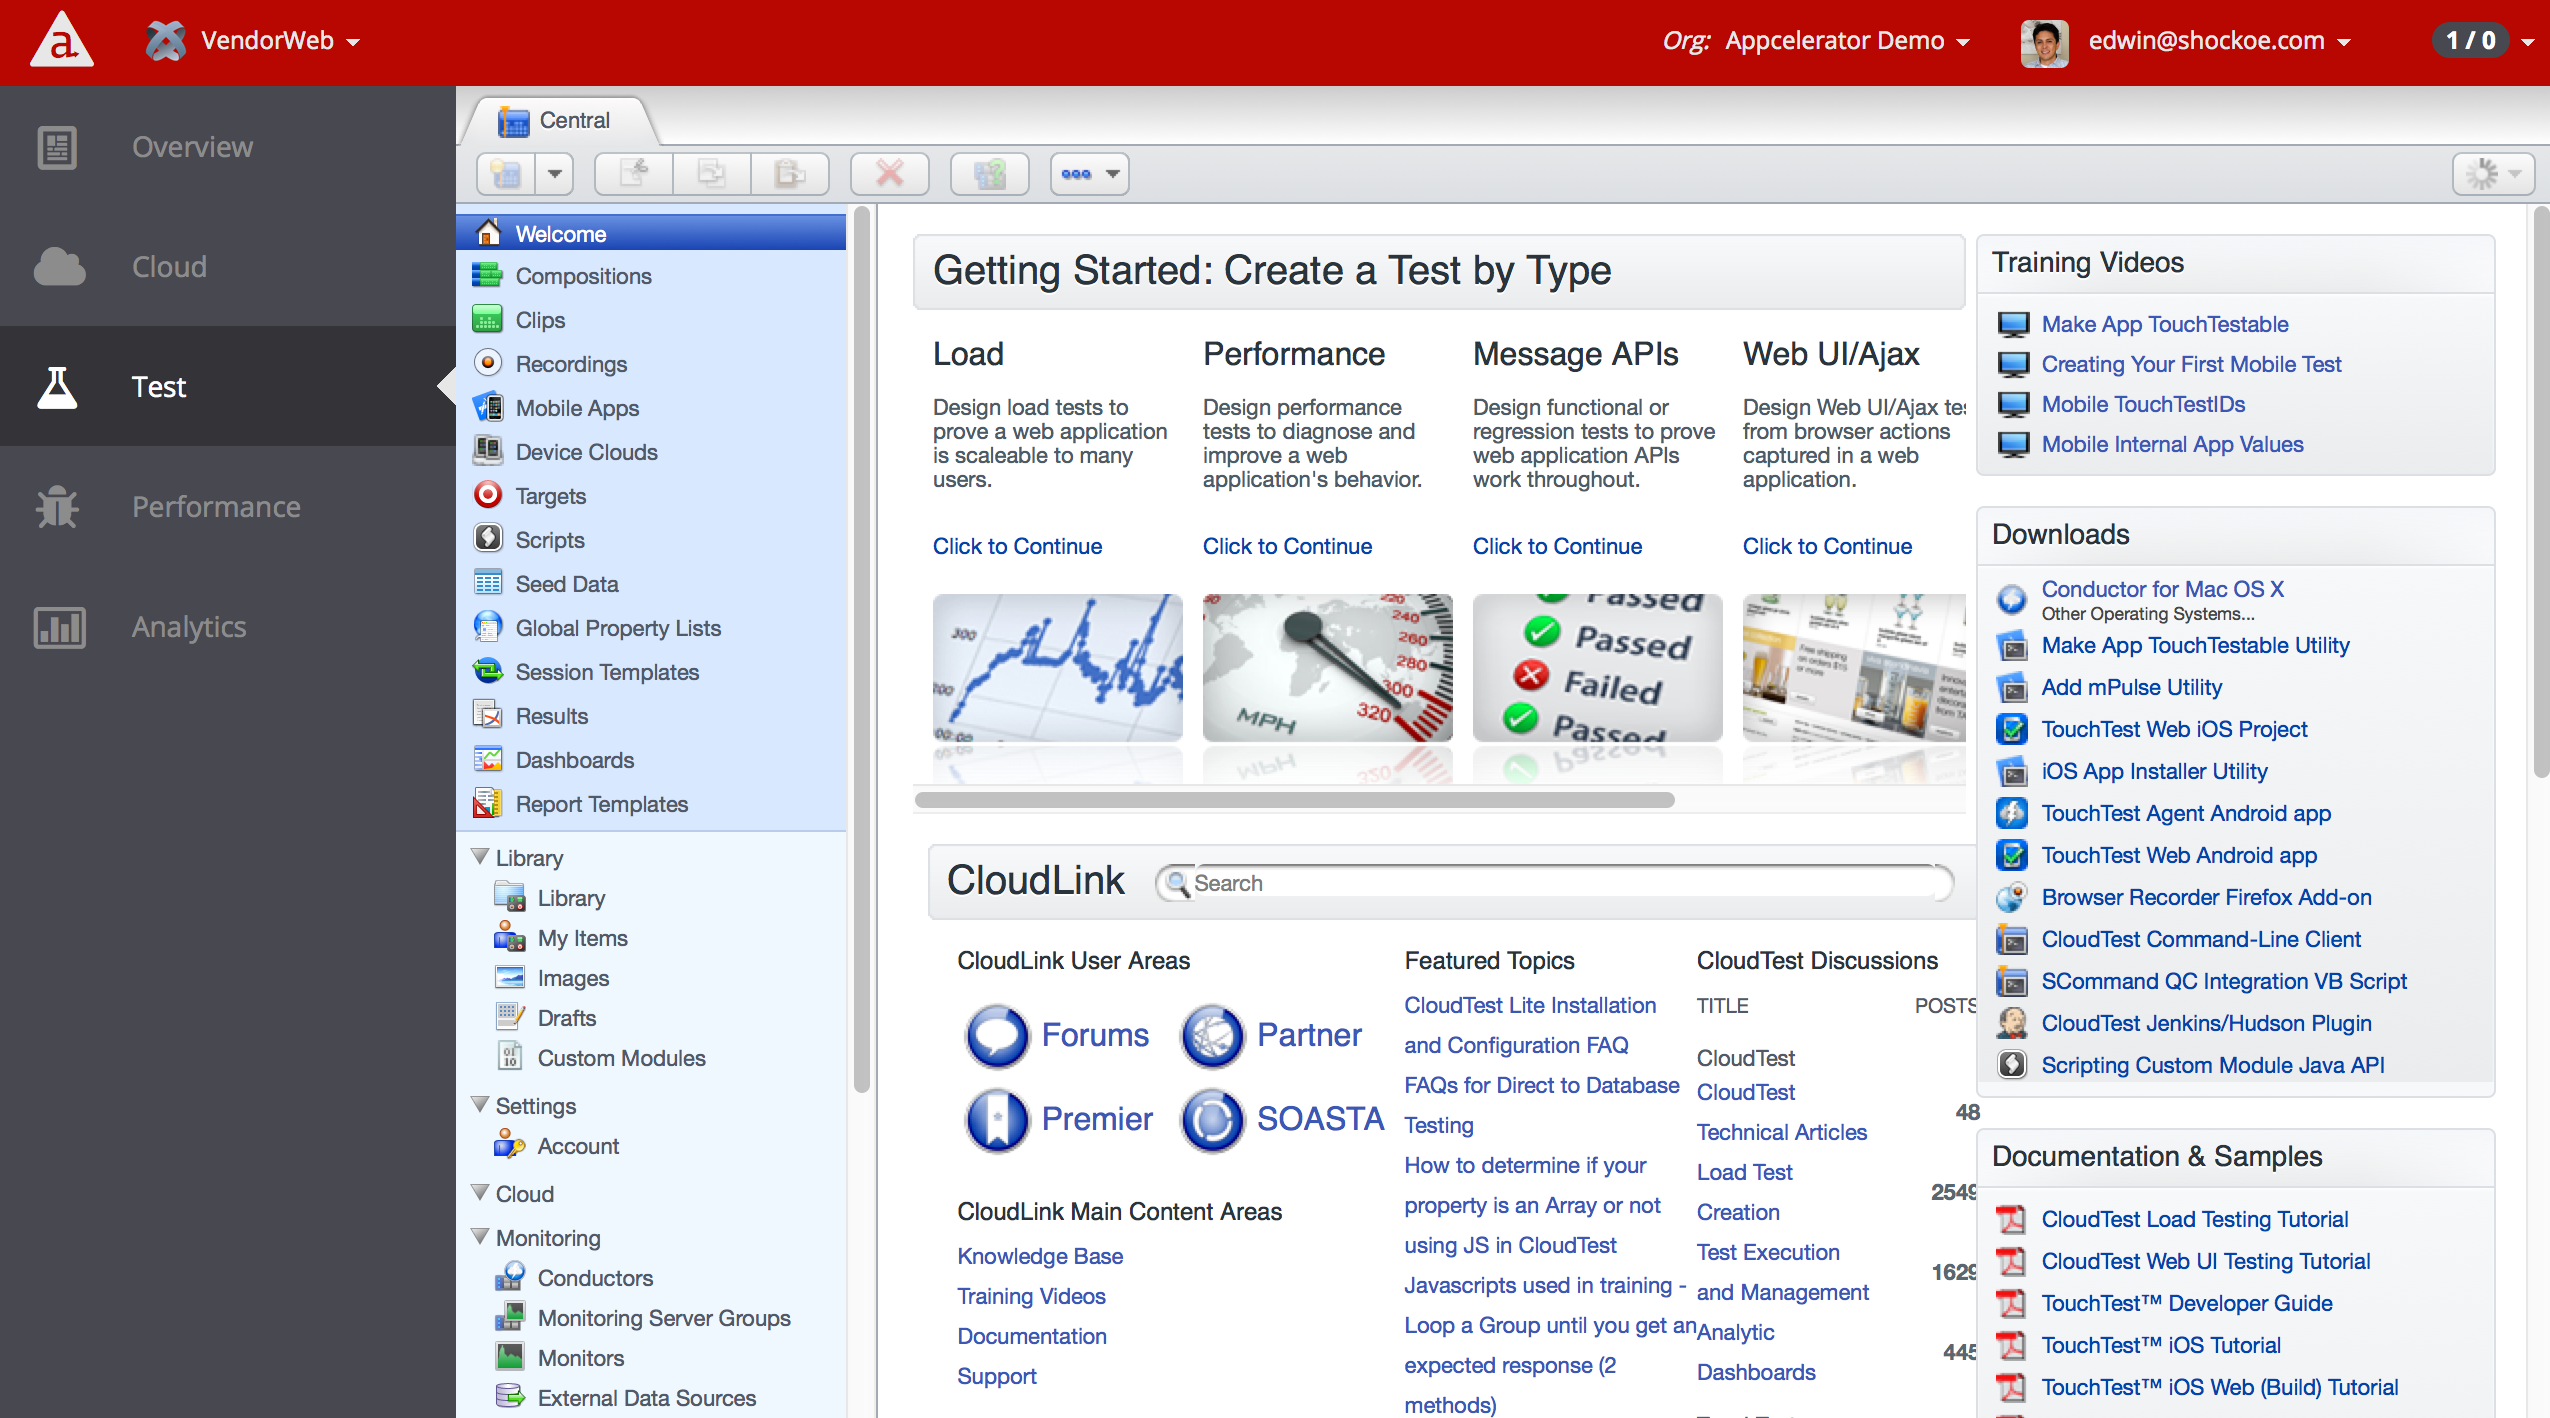 VendorWeb
Org: Appcelerator Demo
edwin@shockoe.com
1 / 0
Overview
Cloud
Test
Performance
Analytics
Central
Welcome
Compositions
Clips
Recordings
Mobile Apps
Device Clouds
Targets
Scripts
Seed Data
Global Property Lists
Session Templates
Results
Dashboards
Report Templates
Library
Library
My Items
Images
Drafts
Custom Modules
Settings
Account
Cloud
Monitoring
Conductors
Monitoring Server Groups
Monitors
External Data Sources
Getting Started: Create a Test by Type
Load
Design load tests to
prove a web application
is scaleable to many
users.
Click to Continue
300
Performance
Design performance
tests to diagnose and
improve a web
application's behavior.
Click to Continue
220
240
260
280
300
320
MPH
Message APIs
Design functional or
regression tests to prove
web application APIs
work throughout.
Click to Continue
Passed
Passed
Failed
Passed
Web UI/Ajax
Design Web UI/Ajax tes
from browser actions
captured in a web
application.
Click to Continue
Free shipping
on orders $15
or more
CloudLink
Search
CloudLink User Areas
Forums
Partner
Premier
SOASTA
CloudLink Main Content Areas
Knowledge Base
Training Videos
Documentation
Support
Featured Topics
CloudTest Lite Installation
and Configuration FAQ
FAQs for Direct to Database
Testing
How to determine if your
property is an Array or not
using JS in CloudTest
Javascripts used in training -
Loop a Group until you get an
expected response (2
methods)
CloudTest Discussions
TITLE
POSTS
CloudTest
CloudTest
Technical Articles
48
Load Test
Creation
2549
Test Execution
and Management
1629
Analytic
Dashboards
445
Training Videos
Make App TouchTestable
Creating Your First Mobile Test
Mobile TouchTestIDs
Mobile Internal App Values
Downloads
Conductor for Mac OS X
Other Operating Systems...
Make App TouchTestable Utility
Add mPulse Utility
TouchTest Web iOS Project
iOS App Installer Utility
TouchTest Agent Android app
TouchTest Web Android app
Browser Recorder Firefox Add-on
CloudTest Command-Line Client
SCommand QC Integration VB Script
CloudTest Jenkins/Hudson Plugin
Scripting Custom Module Java API
Documentation & Samples
CloudTest Load Testing Tutorial
CloudTest Web UI Testing Tutorial
TouchTest™ Developer Guide
TouchTest™ iOS Tutorial
TouchTest™ iOS Web (Build) Tutorial